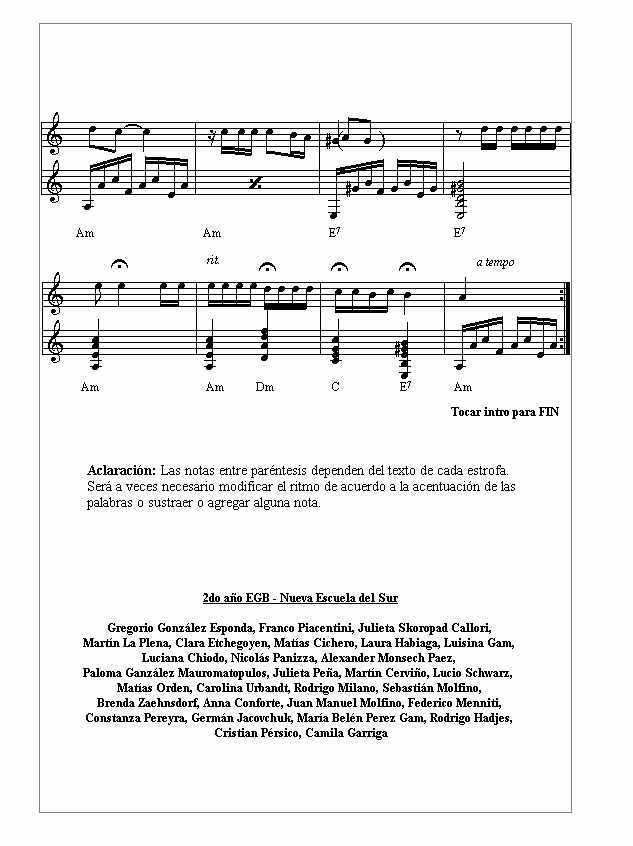 Am Am E7 E7
rit. a tempo
Am Am Dm C E7 Am
Tocar intro para FIN
Aclaración: Las notas entre paréntesis dependen del texto de cada estrofa.
Será a veces necesario modificar el ritmo de acuerdo a la acentuación de las
palabras o sustraer o agregar alguna nota.
2do año EGB - Nueva Escuela del Sur
Gregorio González Esponda, Franco Piacentini, Julieta Skoropad Callori,
Martín La Plena, Clara Etchegoyen, Matías Cichero, Laura Habiaga, Luisina Gam,
Luciana Chiodo, Nicolás Panizza, Alexander Monsech Paez,
Paloma Ganzález Mauromatopulos, Julieta Peña, Martín Cerviño, Lucio Schwarz,
Matías Orden, Carolina Urbandt, Rodrigo Milano, Sebastián Molfino,
Brenda Zaehnsdorf, Anna Conforte, Juan Manuel Molfino, Federico Menniti,
Constanza Pereyra, Germán Jacovchuk, María Belén Perez Gam, Rodrigo Hadjes,
Cristian Pérsico, Camila Garriga